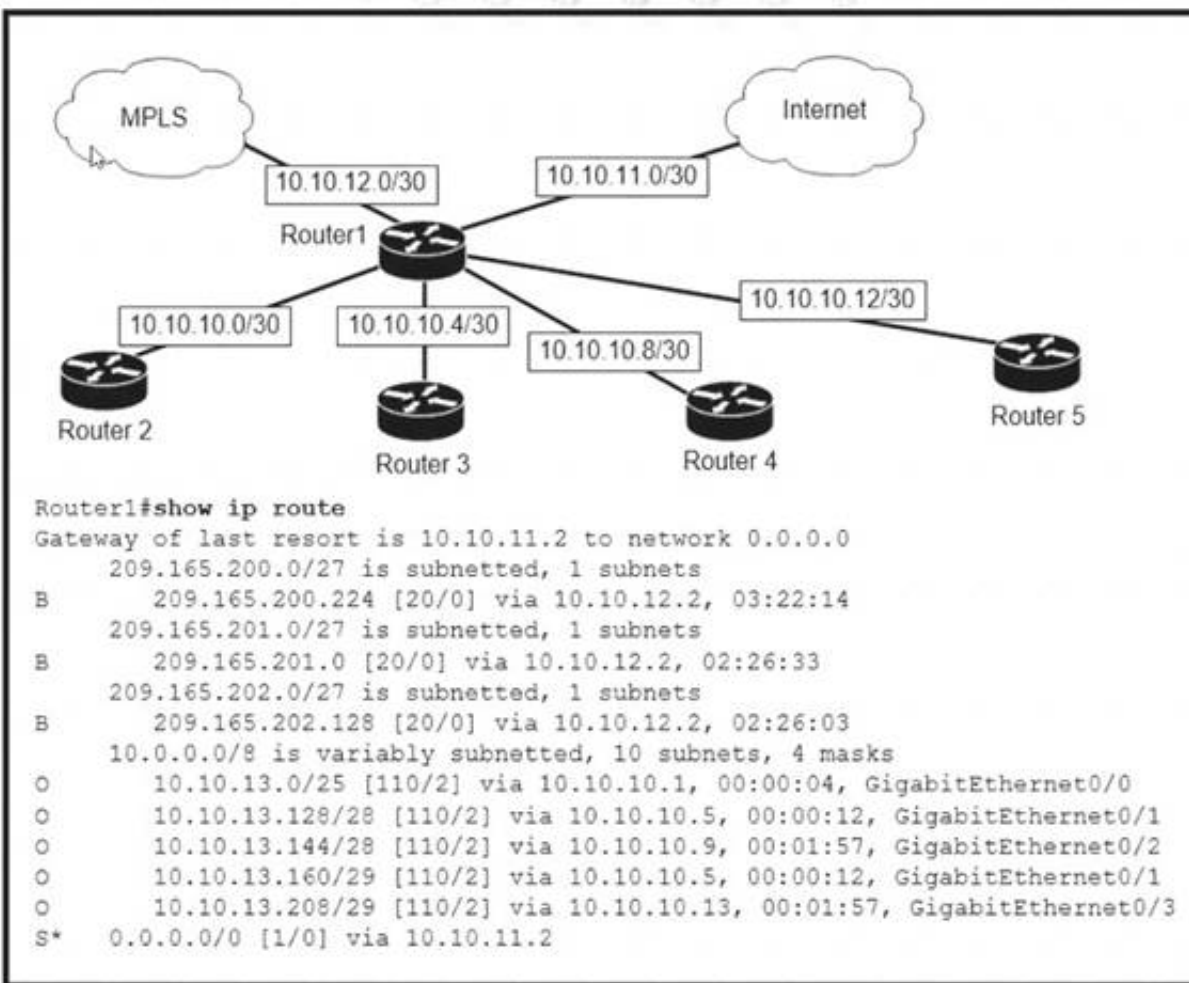 MPLS
Internet
10.10.12.0/30
10.10.11.0/30
Router1
10.10.10.12/30
10.10.10.0/30
10.10.10.4/30
10.10.10.8/30
Router 2
Router 3
Router 4
Router 5
Router1#show ip route
Gateway of last resort is 10.10.11.2 to network 0.0.0.0
209.165.200.0/27 is subnetted, 1 subnets
B 209.165.200.224 [20/0] via 10.10.12.2, 03:22:14
209.165.201.0/27 is subnetted, 1 subnets
B 209.165.201.0 [20/0] via 10.10.12.2, 02:26:33
209.165.202.0/27 is subnetted, 1 subnets
B 209.165.202.128 [20/0] via 10.10.12.2, 02:26:03
10.0.0.0/8 is variably subnetted, 10 subnets, 4 masks
O 10.10.13.0/25 [110/2] via 10.10.10.1, 00:00:04, GigabitEthernet0/0
O 10.10.13.128/28 [110/2] via 10.10.10.5, 00:00:12, GigabitEthernet0/1
O 10.10.13.144/28 [110/2] via 10.10.10.9, 00:01:57, GigabitEthernet0/2
O 10.10.13.160/29 [110/2] via 10.10.10.5, 00:00:12, GigabitEthernet0/1
O 10.10.13.208/29 [110/2] via 10.10.10.13, 00:01:57, GigabitEthernet0/3
S* 0.0.0.0/0 [1/0] via 10.10.11.2